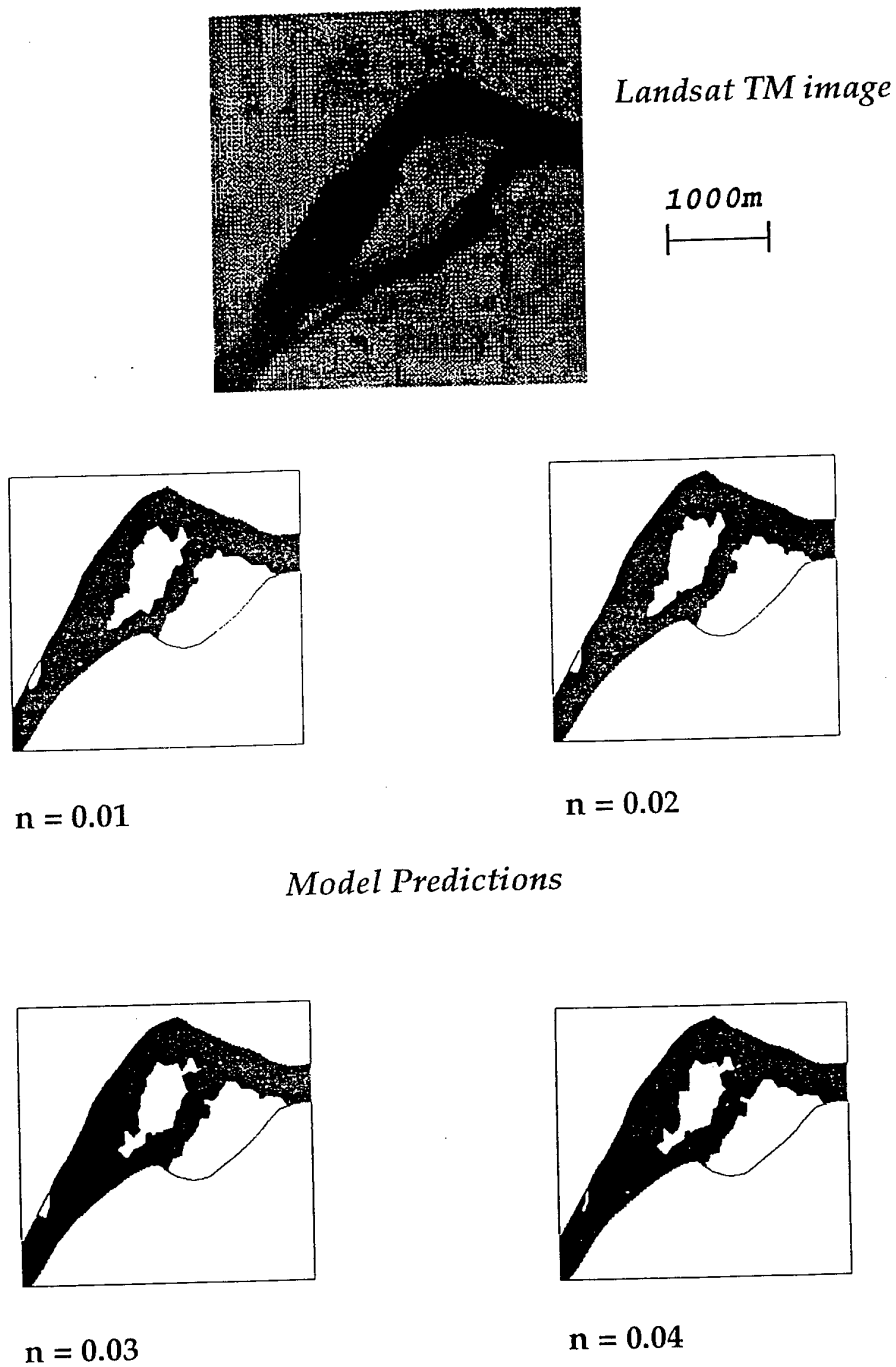 Landsat TM image
1000m
n = 0.01
n = 0.02
Model Predictions
n = 0.03
n = 0.04